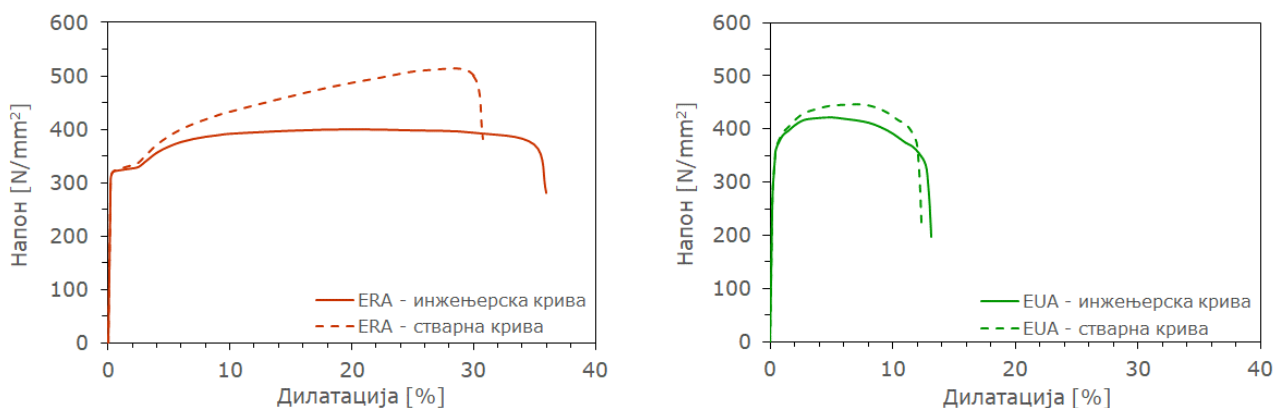 600
500
400
300
200
100
0
Напон [N/mm²]
ERA - инжењерска крива
ERA - стварна крива
0 10 20 30 40
Дилатација [%]
600
500
400
300
200
100
0
Напон [N/mm²]
EUA - инжењерска крива
EUA - стварна крива
0 10 20 30 40
Дилатација [%]